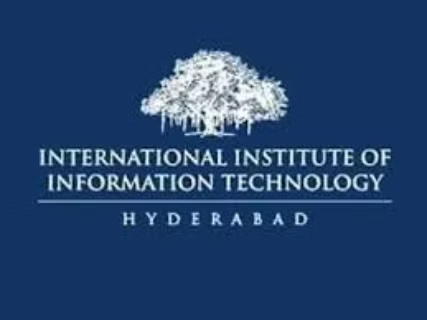 INTERNATIONAL INSTITUTE OF
INFORMATION TECHNOLOGY
HYDERABAD